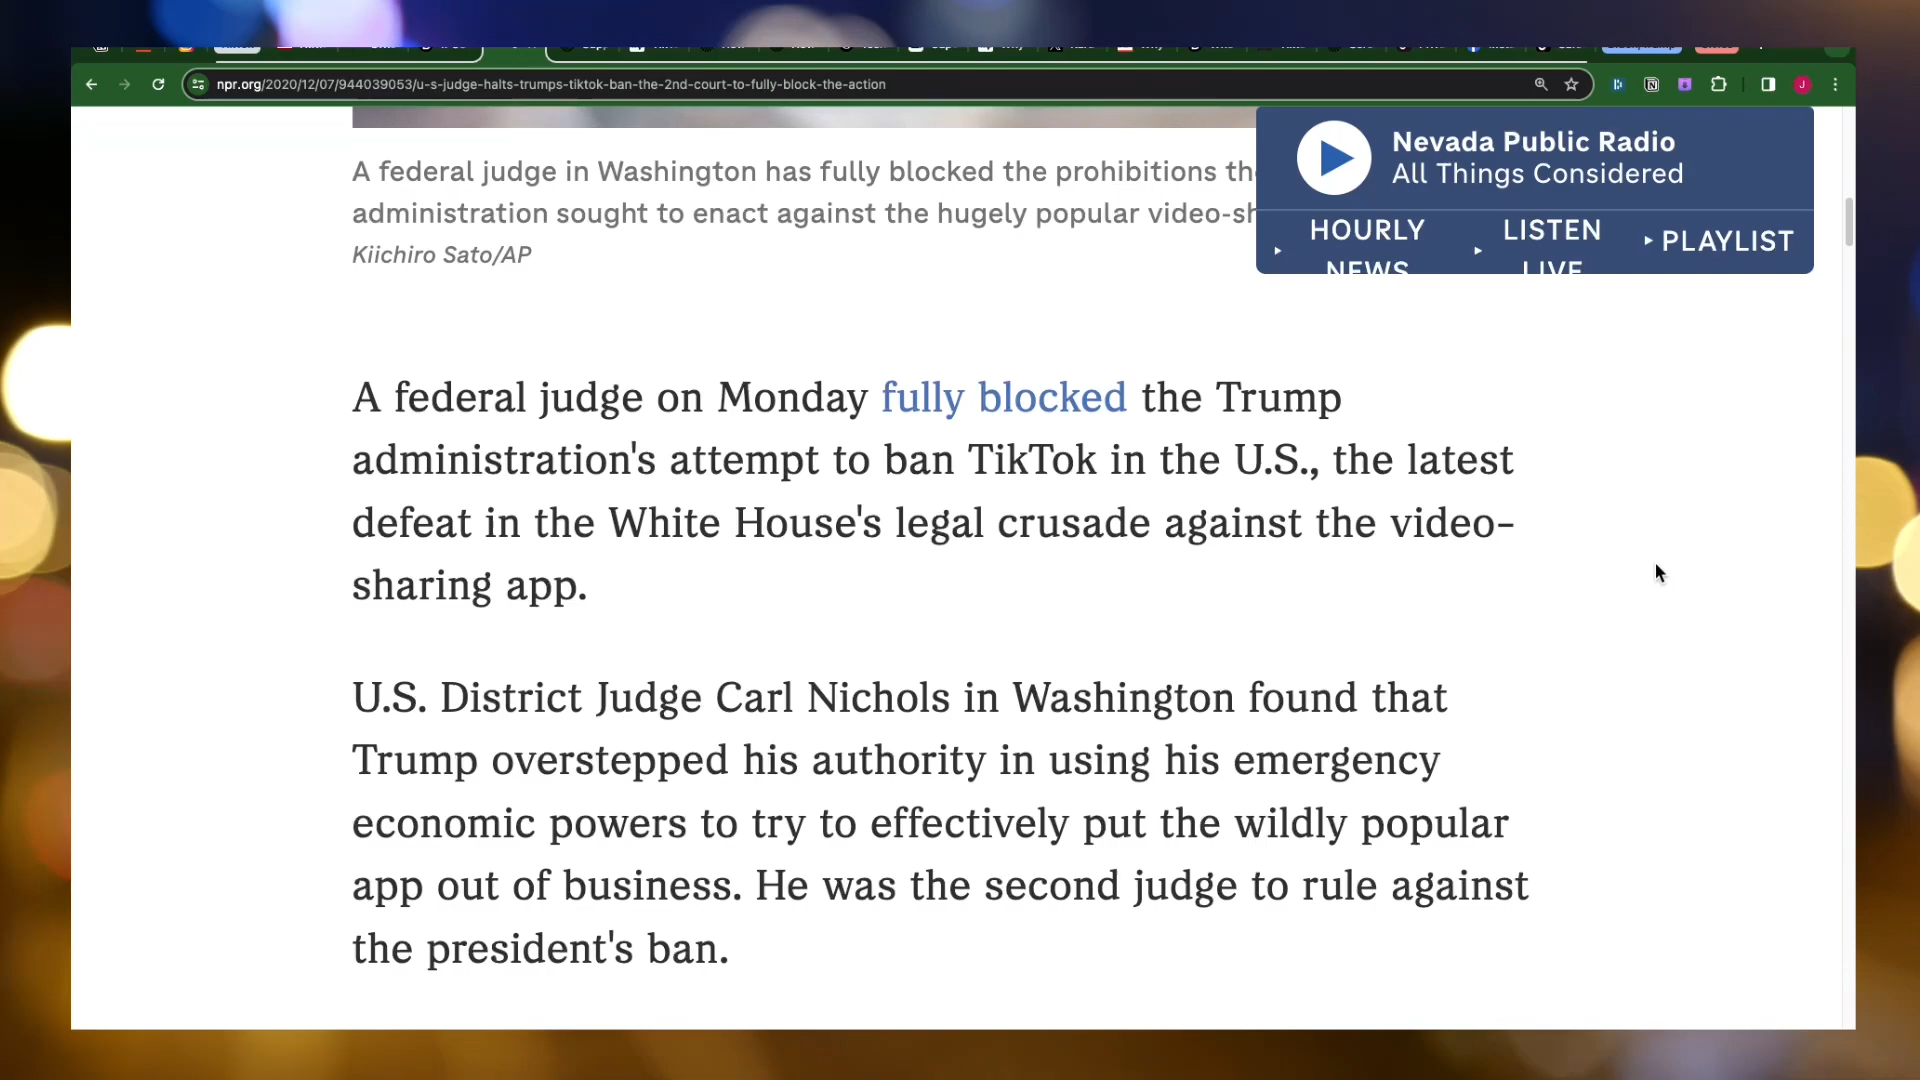 npr.org/2020/12/07/944039053/u-s-judge-halts-trumps-tiktok-ban-the-2nd-court-to-fully-block-the-action
J
Nevada Public Radio
All Things Considered
HOURLY NEWS
LISTEN LIVE
PLAYLIST
A federal judge in Washington has fully blocked the prohibitions
administration sought to enact against the hugely popular
Kiichiro Sato/AP
A federal judge on Monday fully blocked the Trump
administration's attempt to ban TikTok in the U.S., the latest
defeat in the White House's legal crusade against the video-
sharing app.
U.S. District Judge Carl Nichols in Washington found that
Trump overstepped his authority in using his emergency
economic powers to try to effectively put the wildly popular
app out of business. He was the second judge to rule against
the president's ban.